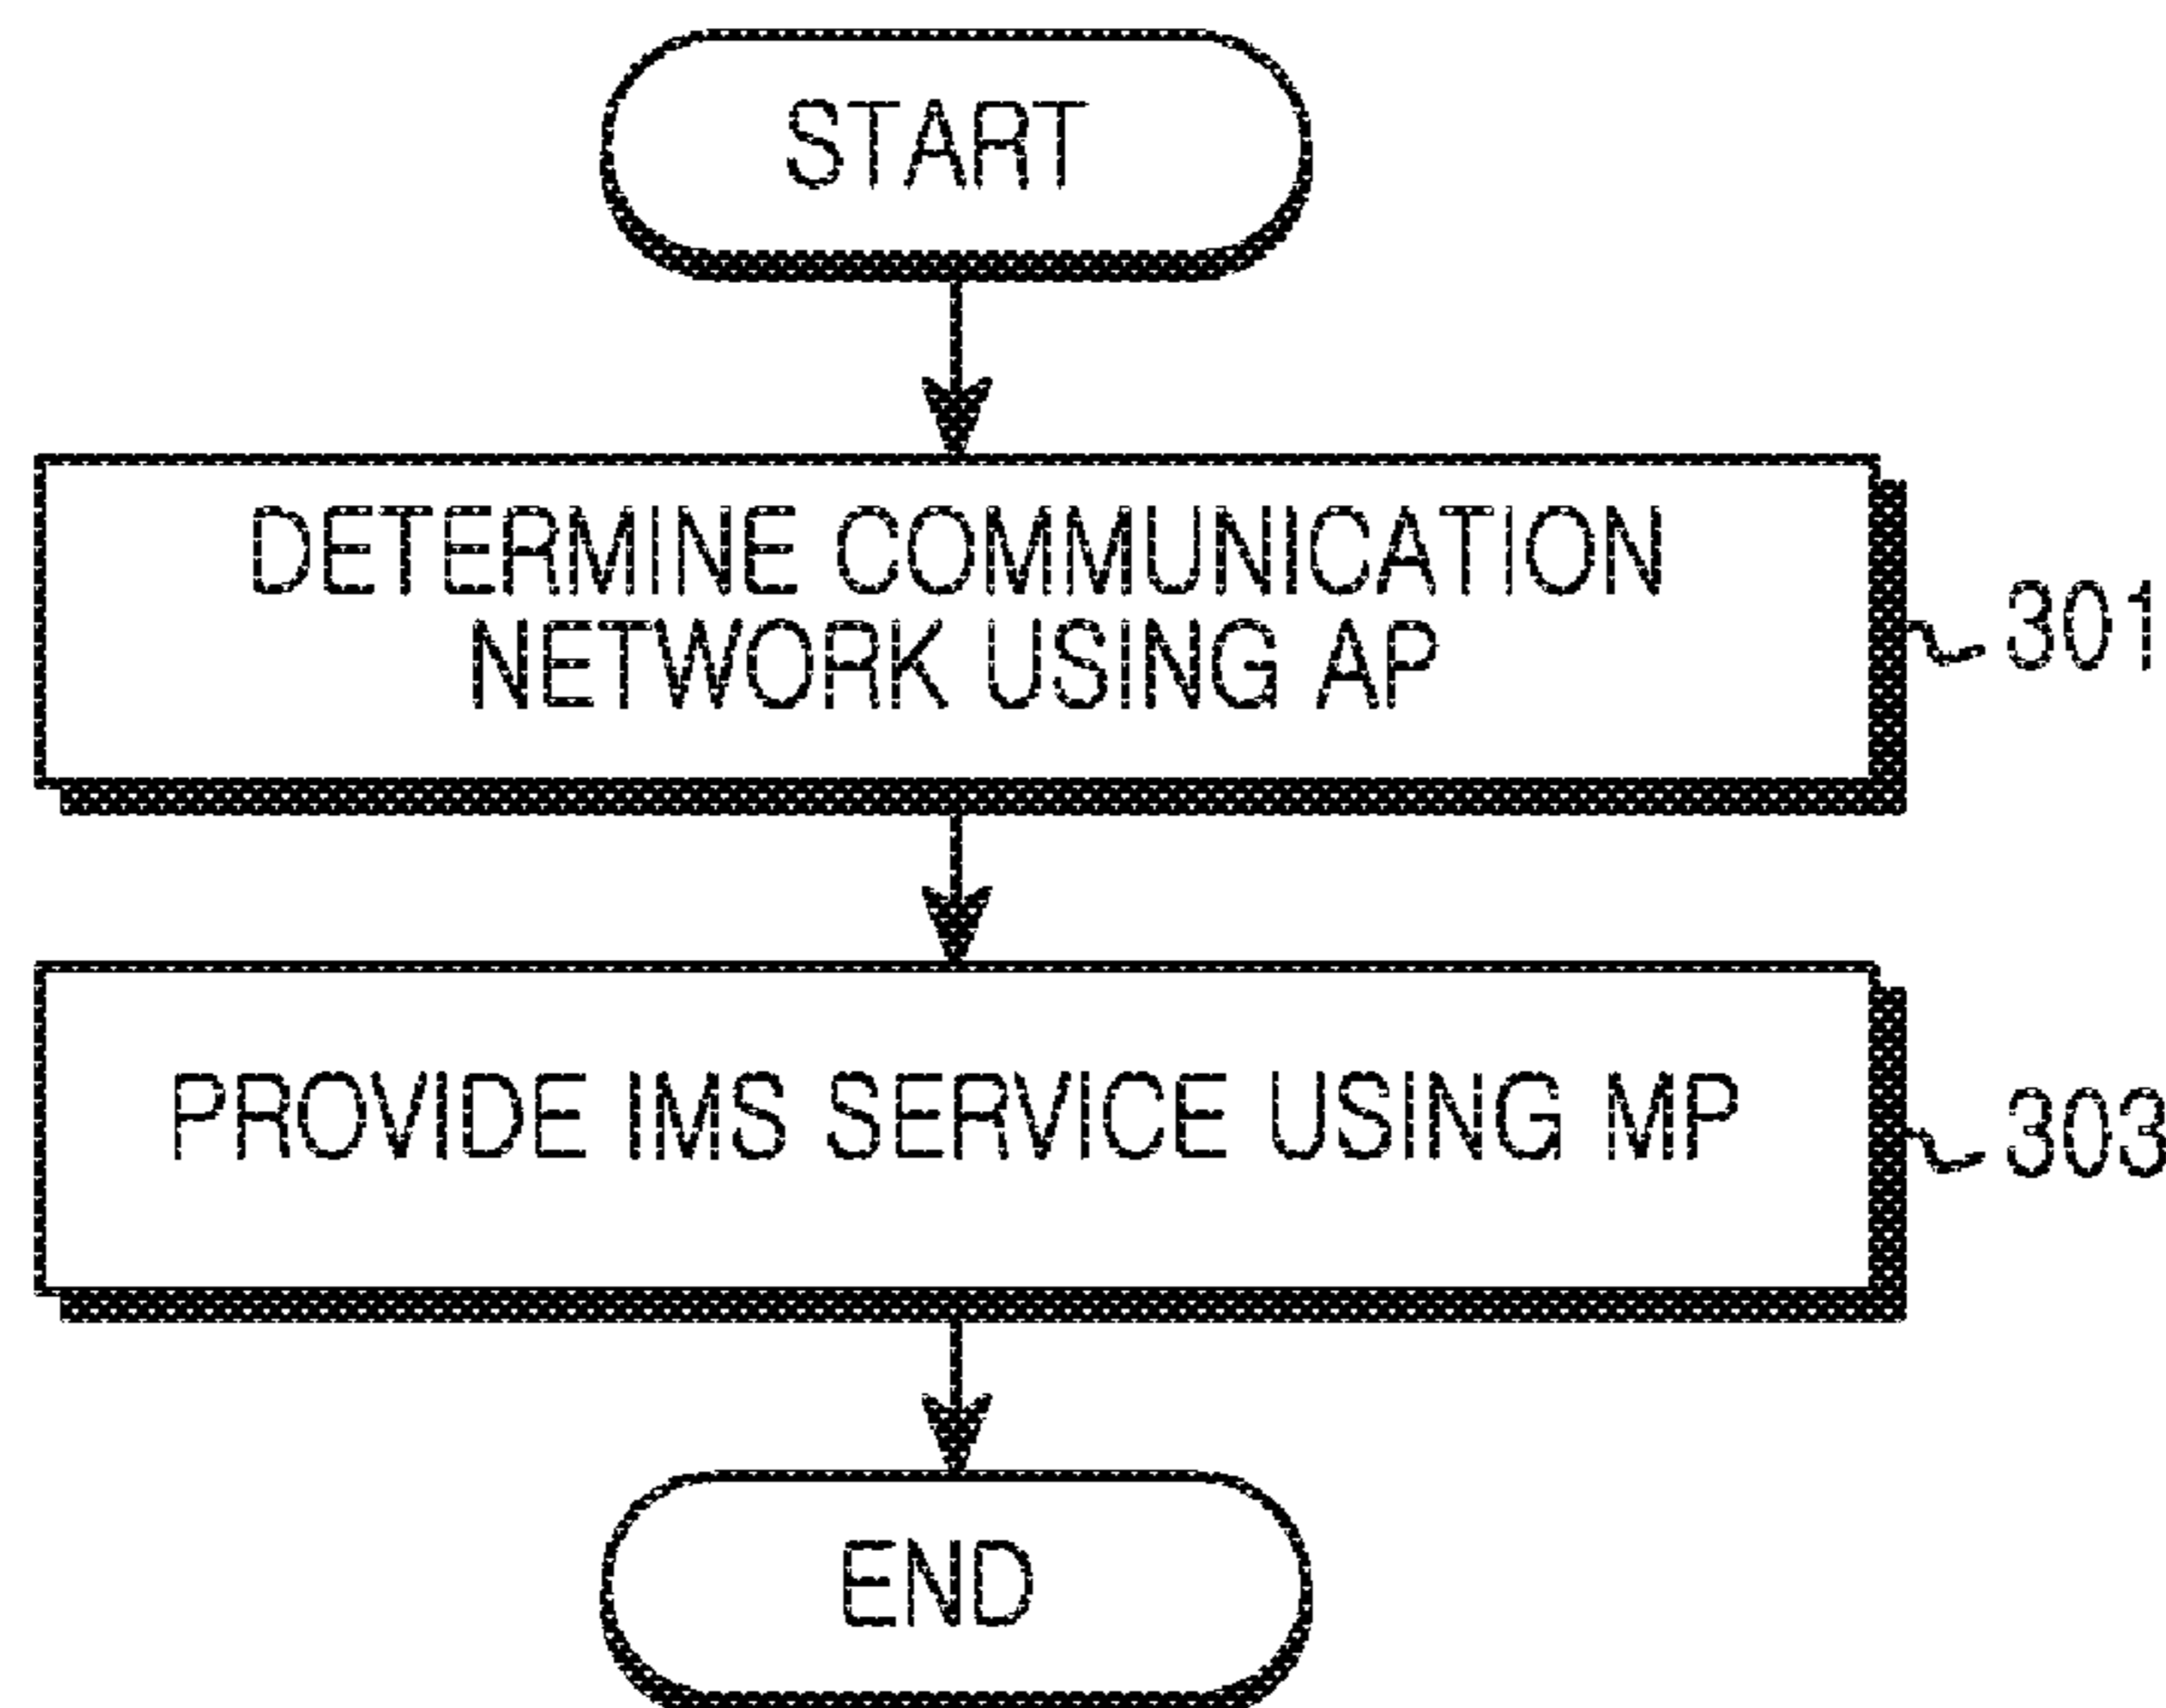 START
DETERMINE COMMUNICATION
NETWORK USING AP
301
PROVIDE IMS SERVICE USING MP
303
END